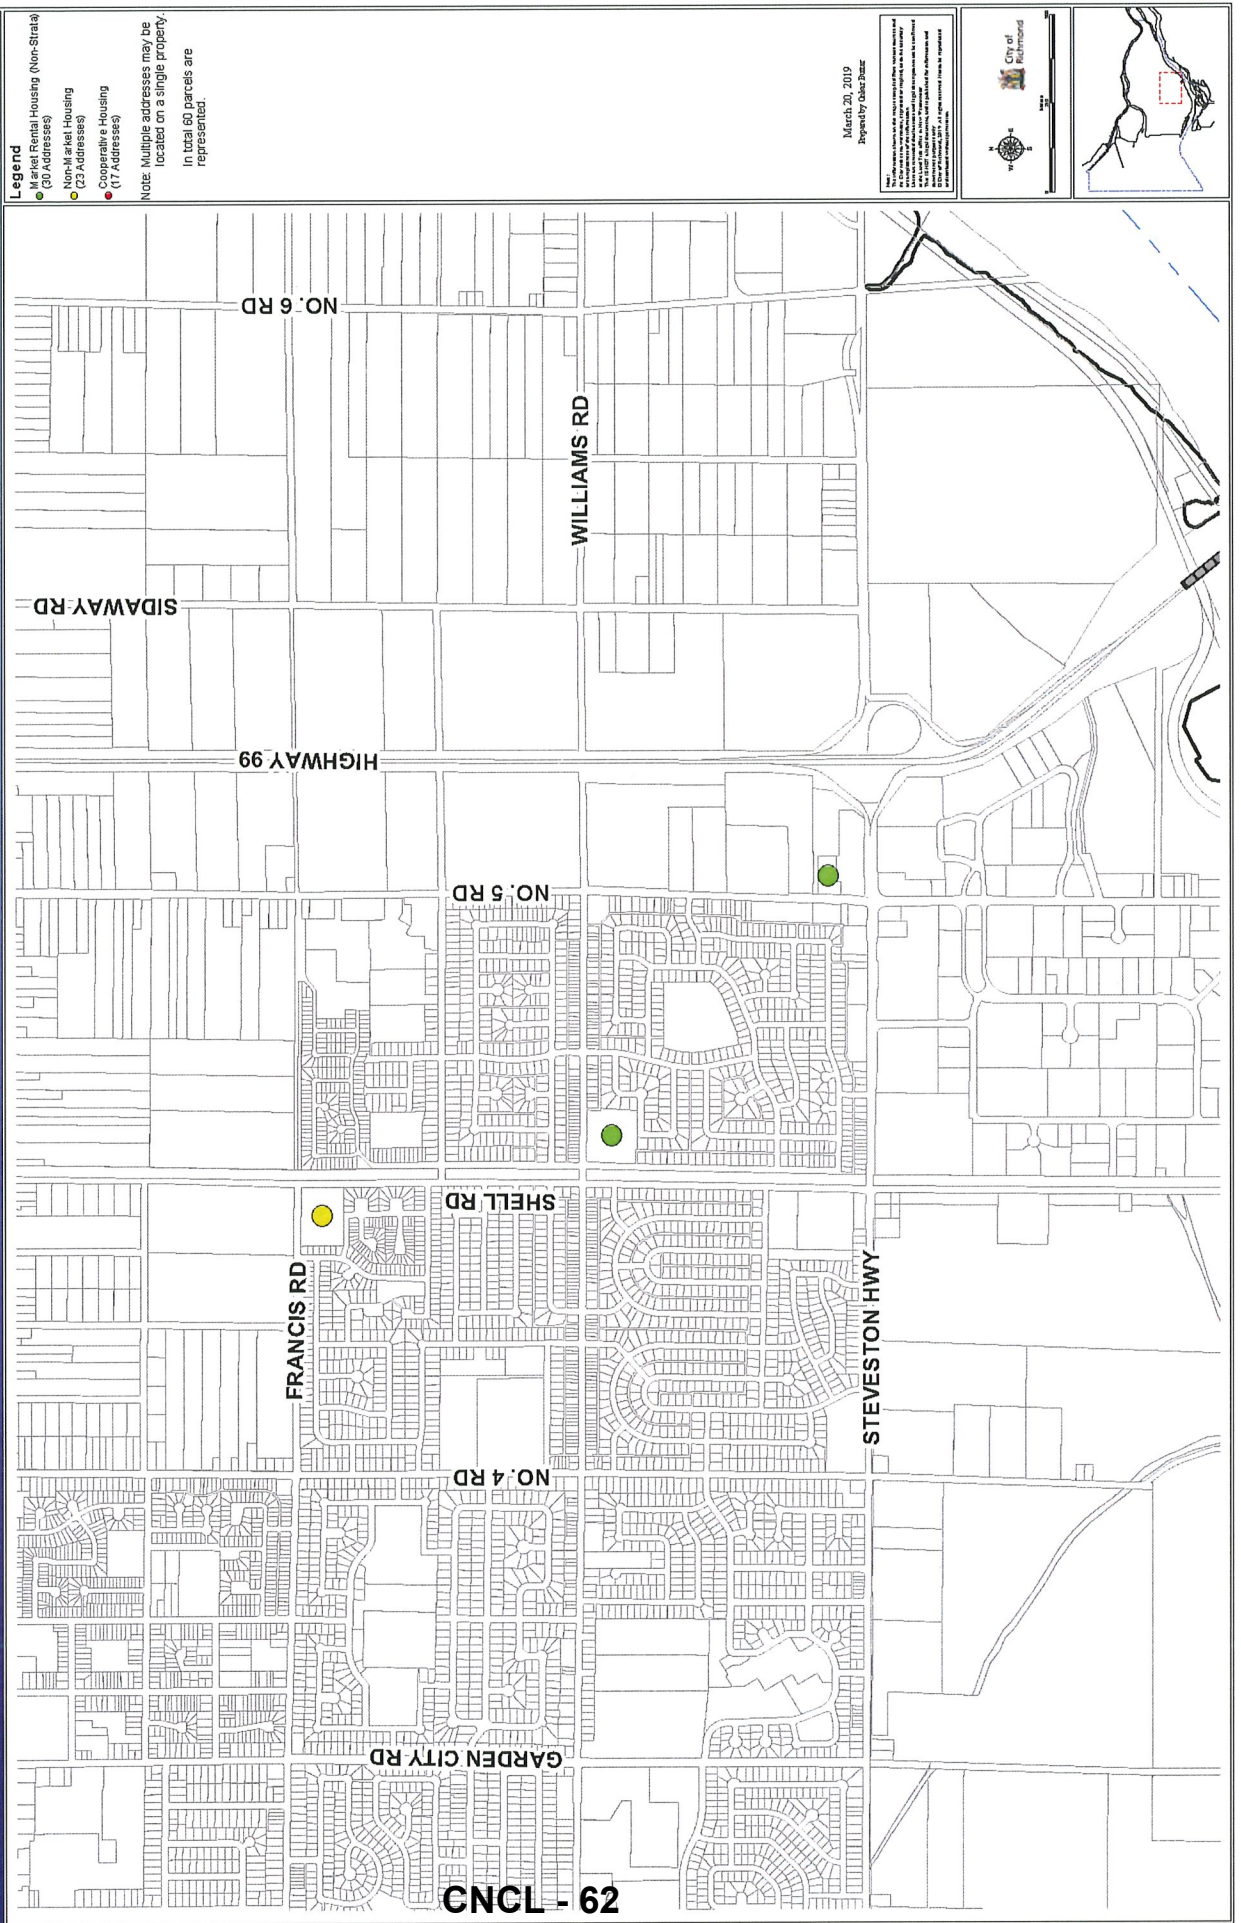 Legend
Market Rental Housing (Non-Strata)
(30 Addresses)
Non-Market Housing
(23 Addresses)
Cooperative Housing
(17 Addresses)
Note: Multiple addresses may be
located on a single property.
In total 60 parcels are
represented.
March 20, 2019
City of
Richmond
N
E
S
W
NO. 6 RD
WILLIAMS RD
SIDAWAY RD
HIGHWAY 99
NO. 5 RD
SHELL RD
FRANCIS RD
STEVESTON HWY
NO. 4 RD
GARDEN CITY RD
CNCL - 62